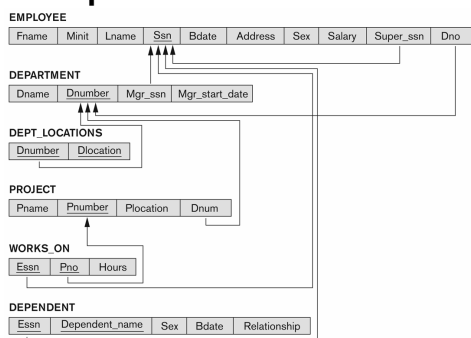 EMPLOYEE
Fname Minit Lname Ssn Bdate Address Sex Salary Super_ssn Dno
DEPARTMENT
Dname Dnumber Mgr_ssn Mgr_start_date
DEPT_LOCATIONS
Dnumber Dlocation
PROJECT
Pname Pnumber Plocation Dnum
WORKS_ON
Essn Pno Hours
DEPENDENT
Essn Dependent_name Sex Bdate Relationship